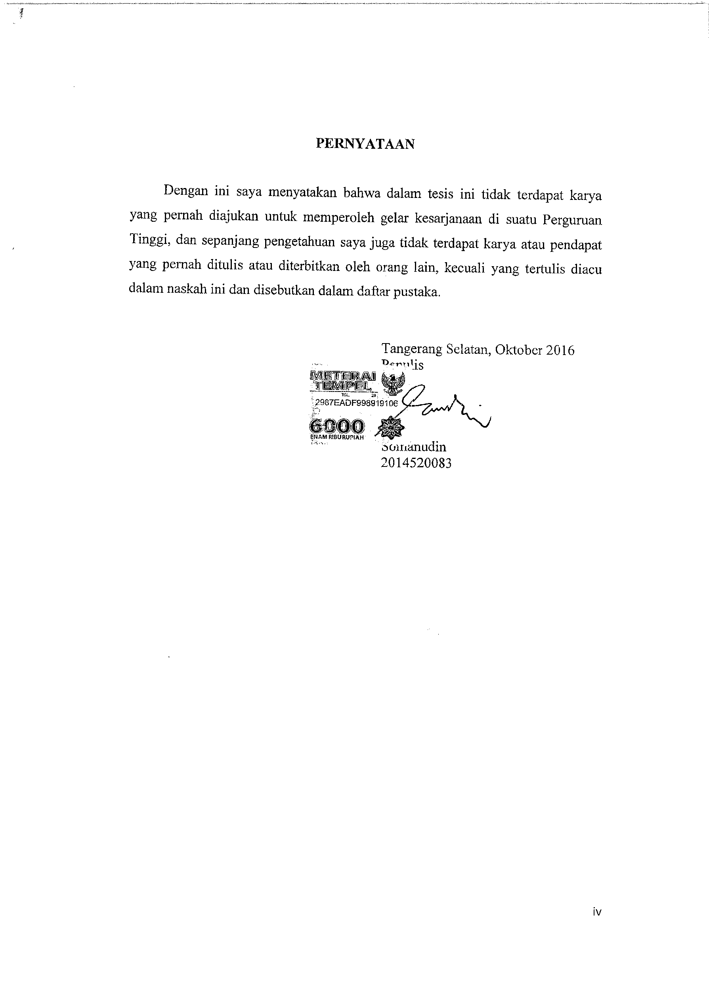 PERNYATAAN
Dengan ini saya menyatakan bahwa dalam tesis ini tidak terdapat karya
yang pernah diajukan untuk memperoleh gelar kesarjanaan di suatu Perguruan
Tinggi, dan sepanjang pengetahuan saya juga tidak terdapat karya atau pendapat
yang pernah ditulis atau diterbitkan oleh orang lain, kecuali yang tertulis diacu
dalam naskah ini dan disebutkan dalam daftar pustaka.
Tangerang Selatan, Oktober 2016
Penulis
METERAI
TEMPEL
TGL. 20
2987EADF998919106
6000
ENAM RIBU RUPIAH
2014520083
iv